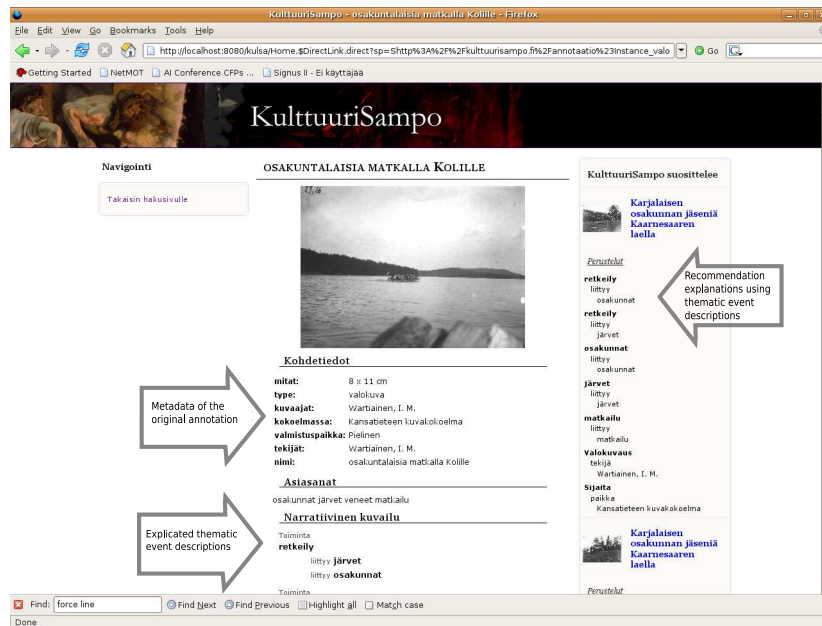 KulttuuriSampo - osakuntalaisia matkalla Kolille - Firefox
File Edit View Go Bookmarks Tools Help
http://localhost:8080/kulsa/Home,$DirectLink.direct?sp=Shttp%3A%2F%2Fkulttuurisampo.fi%2Fannotaatio%23Instance_valo Go
Getting Started NetMOT AI Conference CFPs ... Signus II - Ei käyttäjää
KulttuuriSampo
Navigointi
Takaisin hakusivulle
OSAKUNTALAISIA MATKALLA KOLILLE
Kohdetiedot
mitat: 8 x 11 cm
type: valokuva
kuvaajat: Wartiainen, I. M.
kokoelmassa: Kansatieteen kuvakokoelma
valmistuspaikka: Pielinen
tekijät: Wartiainen, I. M.
nimi: osakuntalaisia matkalla Kolille
Asiasanat
osakunnat järvet veneet matkailu
Narratiivinen kuvailu
Toiminta
retkeily
liittyy järvet
liittyy osakunnat
Toiminta
Metadata of the
original annotation
Explicated thematic
event descriptions
KulttuuriSampo suosittelee
Karjalaisen
osakunnan jäseniä
Kaarnesaaren
laella
Perustelut
retkeily
liittyy
osakunnat
retkeily
liittyy
järvet
osakunnat
liittyy
osakunnat
järvet
liittyy
järvet
matkailu
liittyy
matkailu
Valokuvaus
tekijä
Wartiainen, I. M.
Sijaita
paikka
Kansatieteen kuvakokoelma
Recommendation
explanations using
thematic event
descriptions
Karjalaisen
osakunnan jäseniä
Kaarnesaaren
laella
Perustelut
Find: force line Find Next Find Previous Highlight all Match case
Done